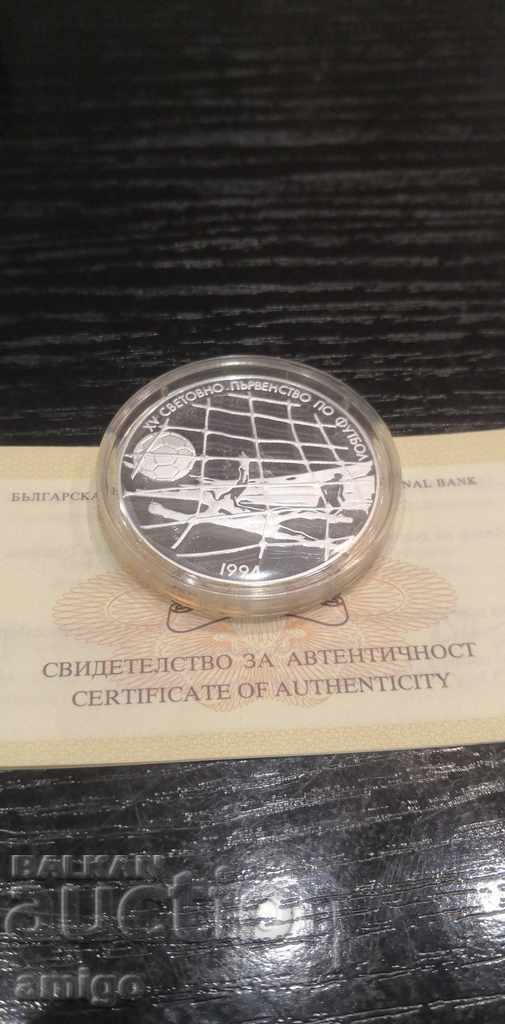 XV СВЕТОВНО ПЪРВЕНСТВО ПО ФУТБОЛ
1994
БЪЛГАРСКА
NAL BANK
СВИДЕТЕЛСТВО ЗА АВТЕНТИЧНОСТ
CERTIFICATE OF AUTHENTICITY
BALKAN
auction
amigo